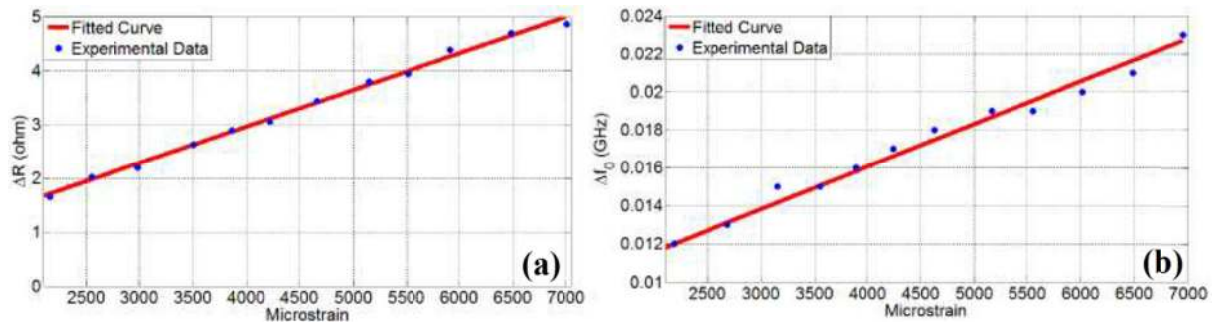 5
Fitted Curve
Experimental Data
4
3
2
1
0
ΔR (ohm)
2500 3000 3500 4000 4500 5000 5500 6000 6500 7000
Microstrain
(a)
0.024
Fitted Curve
Experimental Data
0.022
0.02
0.018
0.016
0.014
0.012
0.01
Δf0 (GHz)
2500 3000 3500 4000 4500 5000 5500 6000 6500 7000
Microstrain
(b)